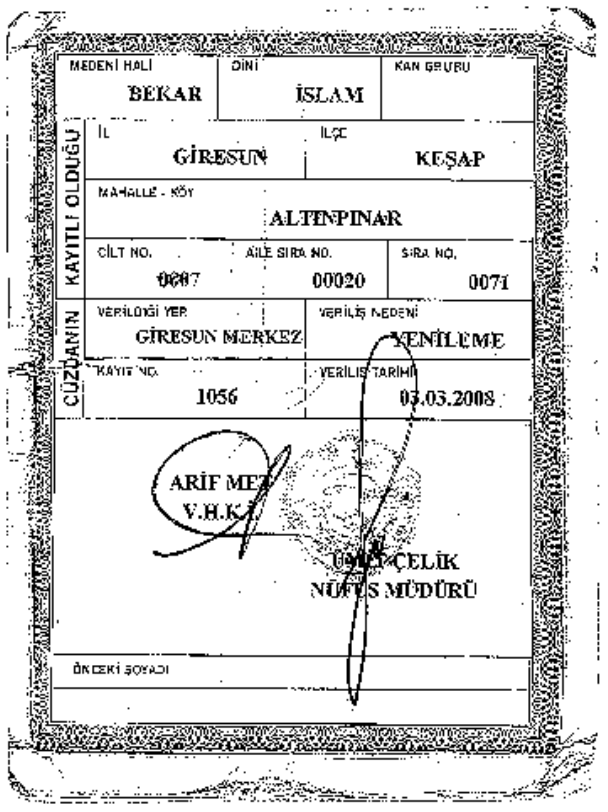 MEDENİ HALİ DİNİ KAN GRUBU
BEKAR İSLAM
KAYITLI OLDUĞU
İL İLÇE
GİRESUN KEŞAP
MAHALLE - KÖY
ALTINPINAR
CİLT NO. AİLE SIRA NO. SIRA NO.
00020 0071
CÜZDANIN
VERİLDİĞİ YER VERİLİŞ NEDENİ
GİRESUN MERKEZ YENİLEME
KAYIT NO. VERİLİŞ TARİHİ
1056 03.03.2008
ARİF
V.H.K.İ.
ÇELİK
NÜFUS MÜDÜRÜ
ÖNCEKİ SOYADI